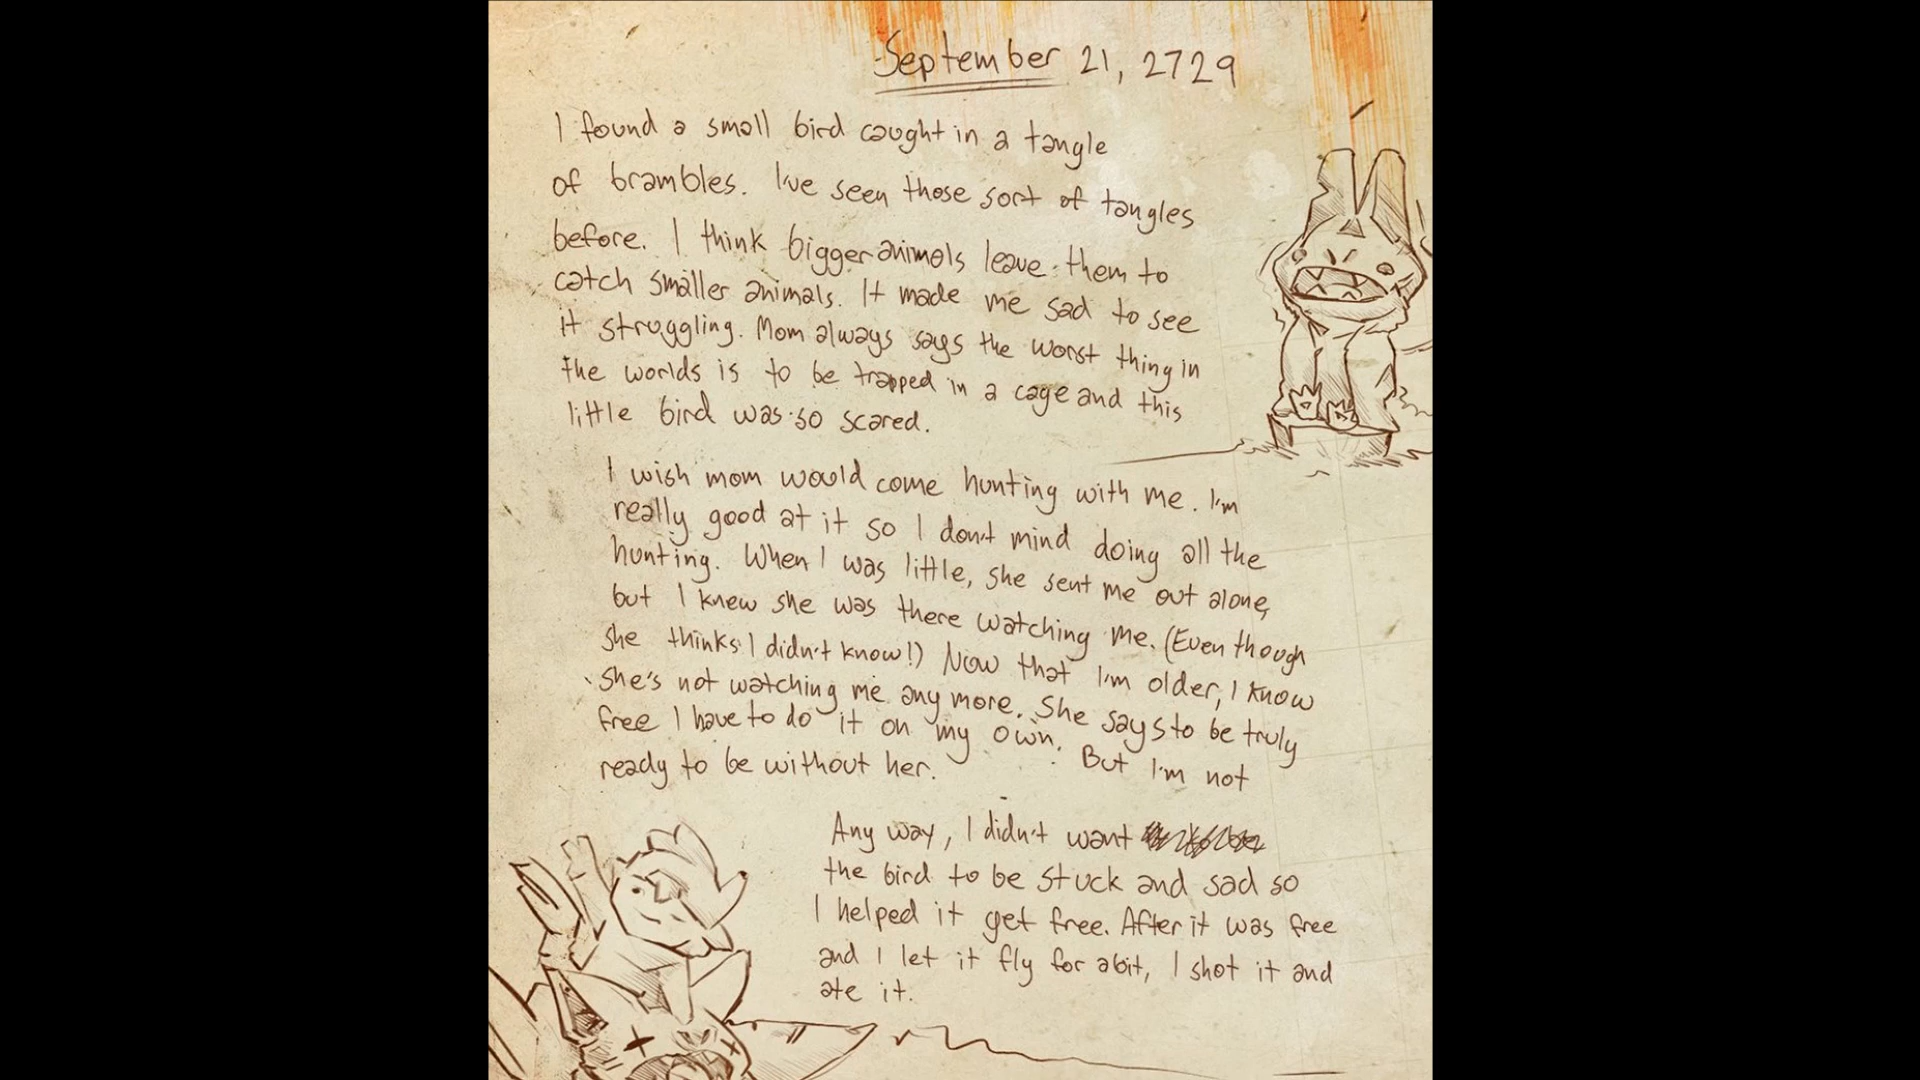 September 21, 2729
I found a small bird caught in a tangle
of brambles. I've seen those sort of tangles
before. I think bigger animals leave them to
catch smaller animals. It made me sad to see
it struggling. Mom always says the worst thing in
the worlds is to be trapped in a cage and this
little bird was so scared.
I wish mom would come hunting with me. I'm
really good at it so I don't mind doing all the
hunting. When I was little, she sent me out alone,
but I knew she was there watching me. (Even though
she thinks I didn't know!) Now that I'm older, I know
she's not watching me any more. She says to be truly
free I have to do it on my own. But I'm not
ready to be without her.
Any way, I didn't want
the bird to be stuck and sad so
I helped it get free. After it was free
and I let it fly for a bit, I shot it and
ate it.